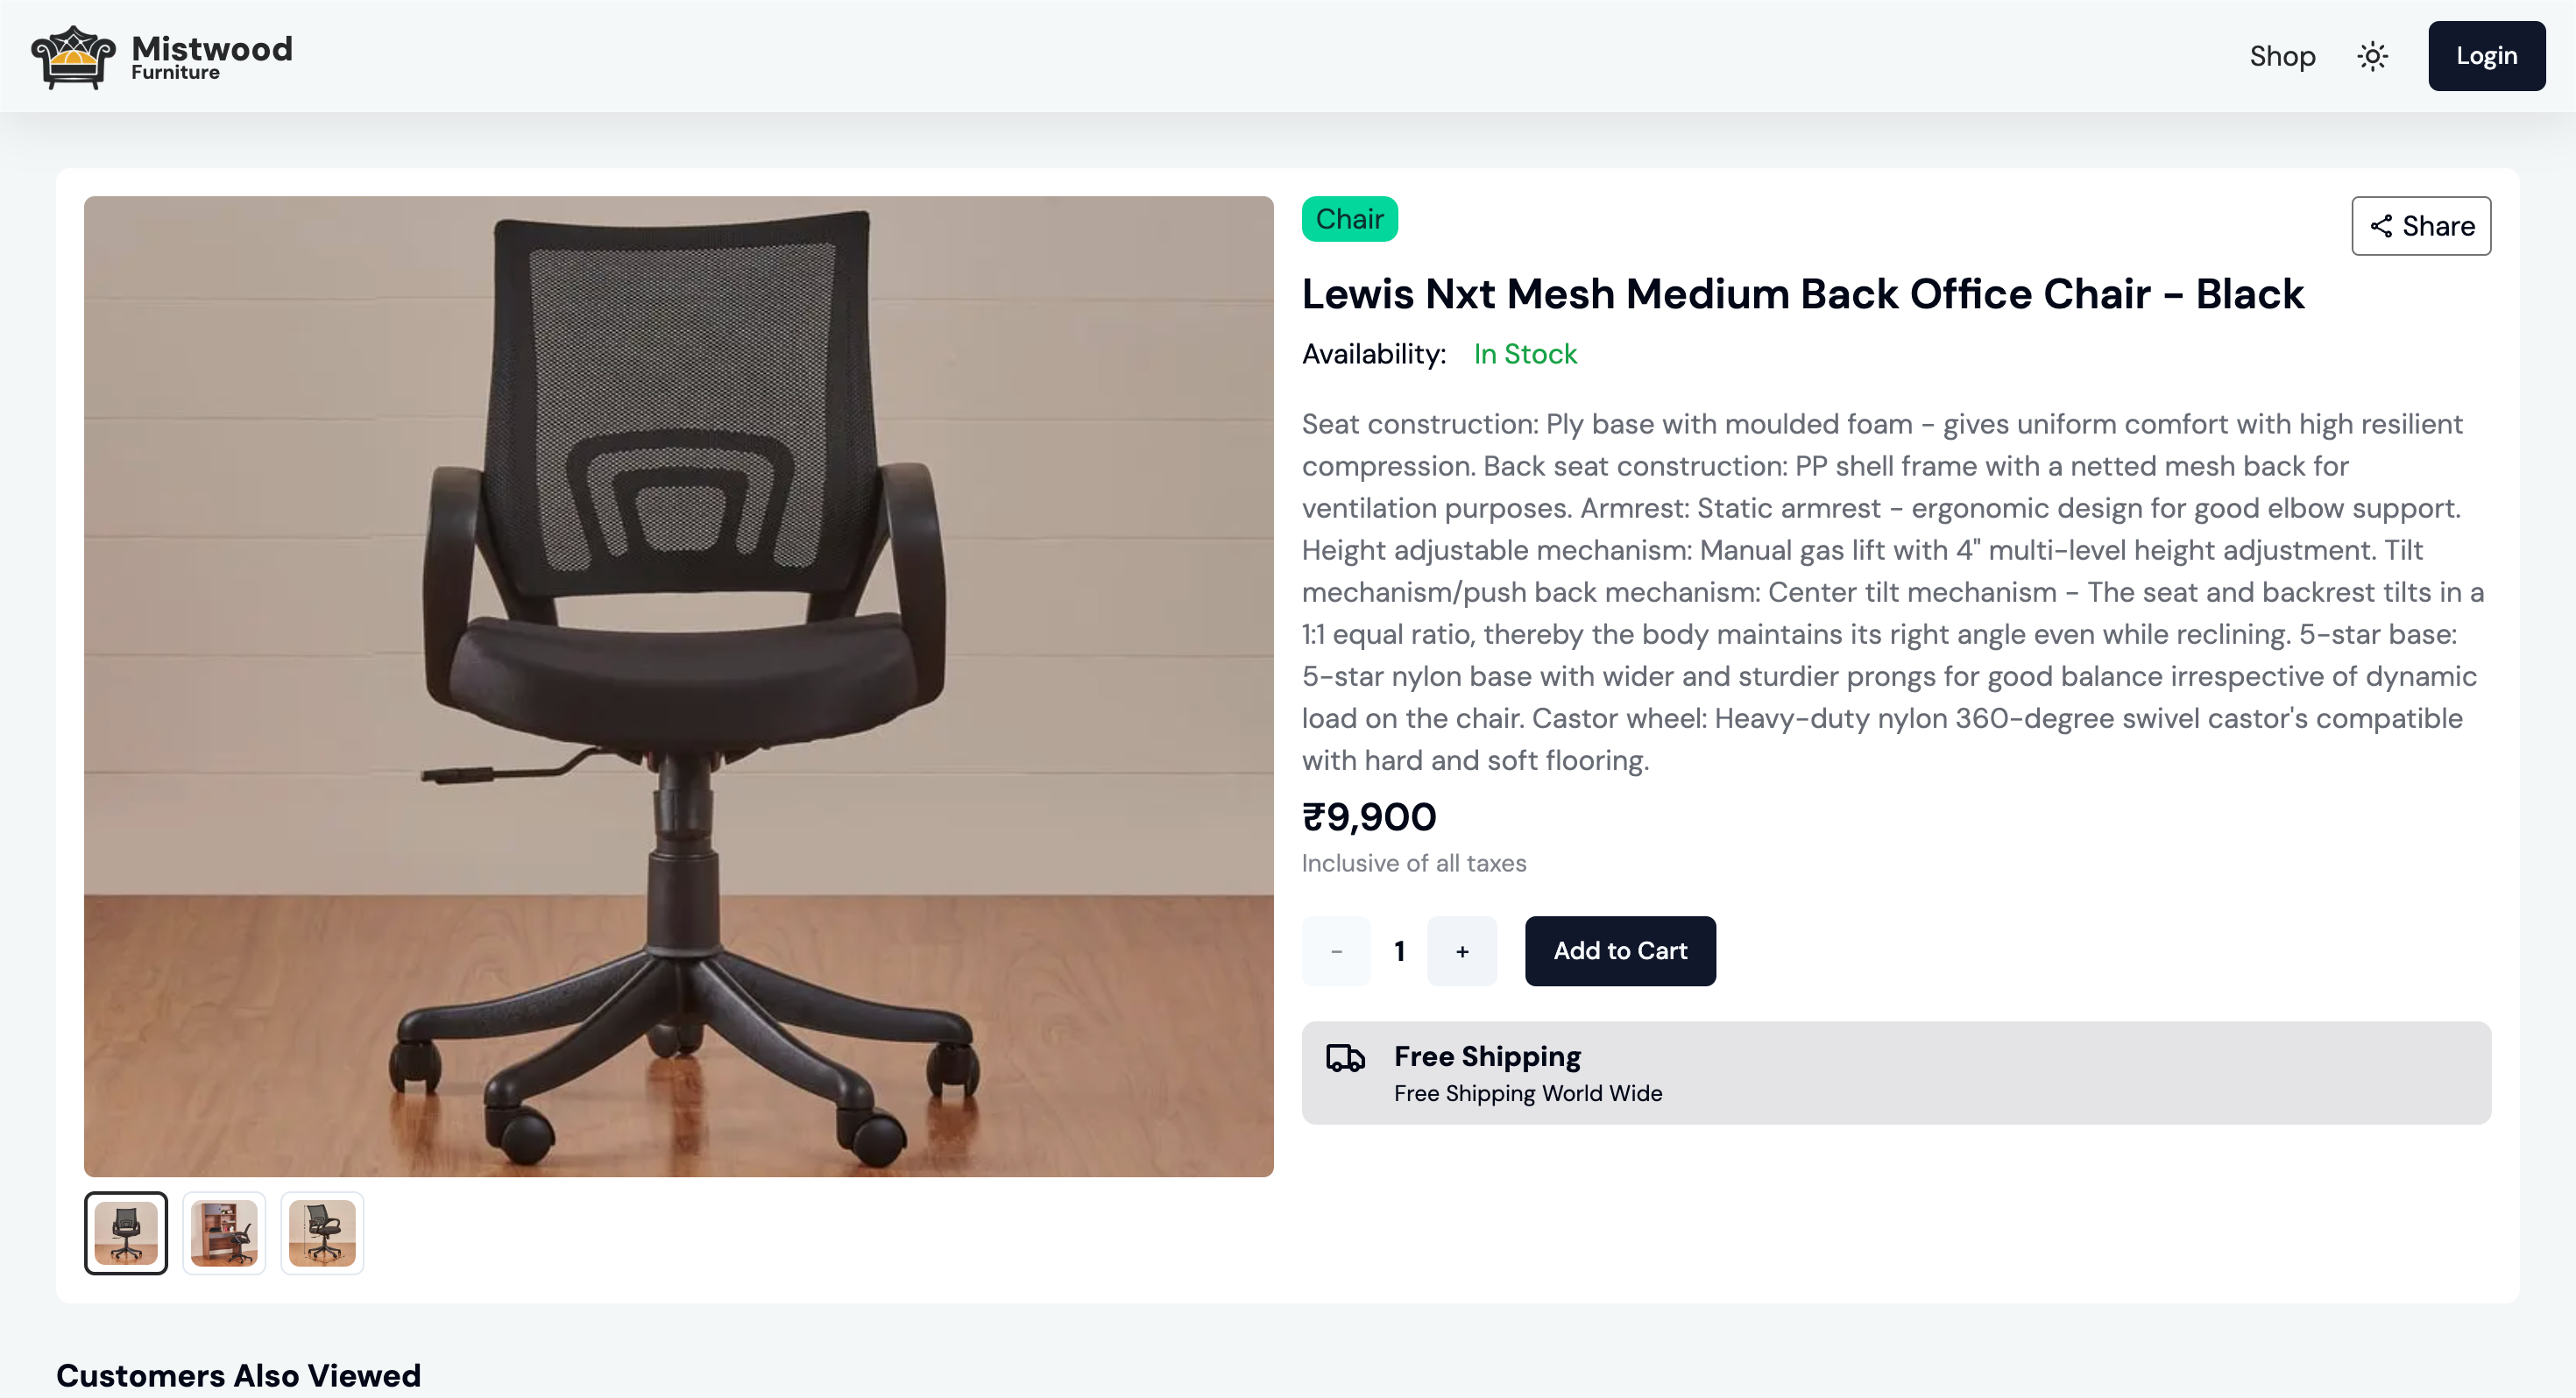 Mistwood
Furniture
Shop
Login
Chair
Share
Lewis Nxt Mesh Medium Back Office Chair - Black
Availability: In Stock
Seat construction: Ply base with moulded foam - gives uniform comfort with high resilient
compression. Back seat construction: PP shell frame with a netted mesh back for
ventilation purposes. Armrest: Static armrest - ergonomic design for good elbow support.
Height adjustable mechanism: Manual gas lift with 4" multi-level height adjustment. Tilt
mechanism/push back mechanism: Center tilt mechanism - The seat and backrest tilts in a
1:1 equal ratio, thereby the body maintains its right angle even while reclining. 5-star base:
5-star nylon base with wider and sturdier prongs for good balance irrespective of dynamic
load on the chair. Castor wheel: Heavy-duty nylon 360-degree swivel castor's compatible
with hard and soft flooring.
₹9,900
Inclusive of all taxes
- 1 + Add to Cart
Free Shipping
Free Shipping World Wide
Customers Also Viewed